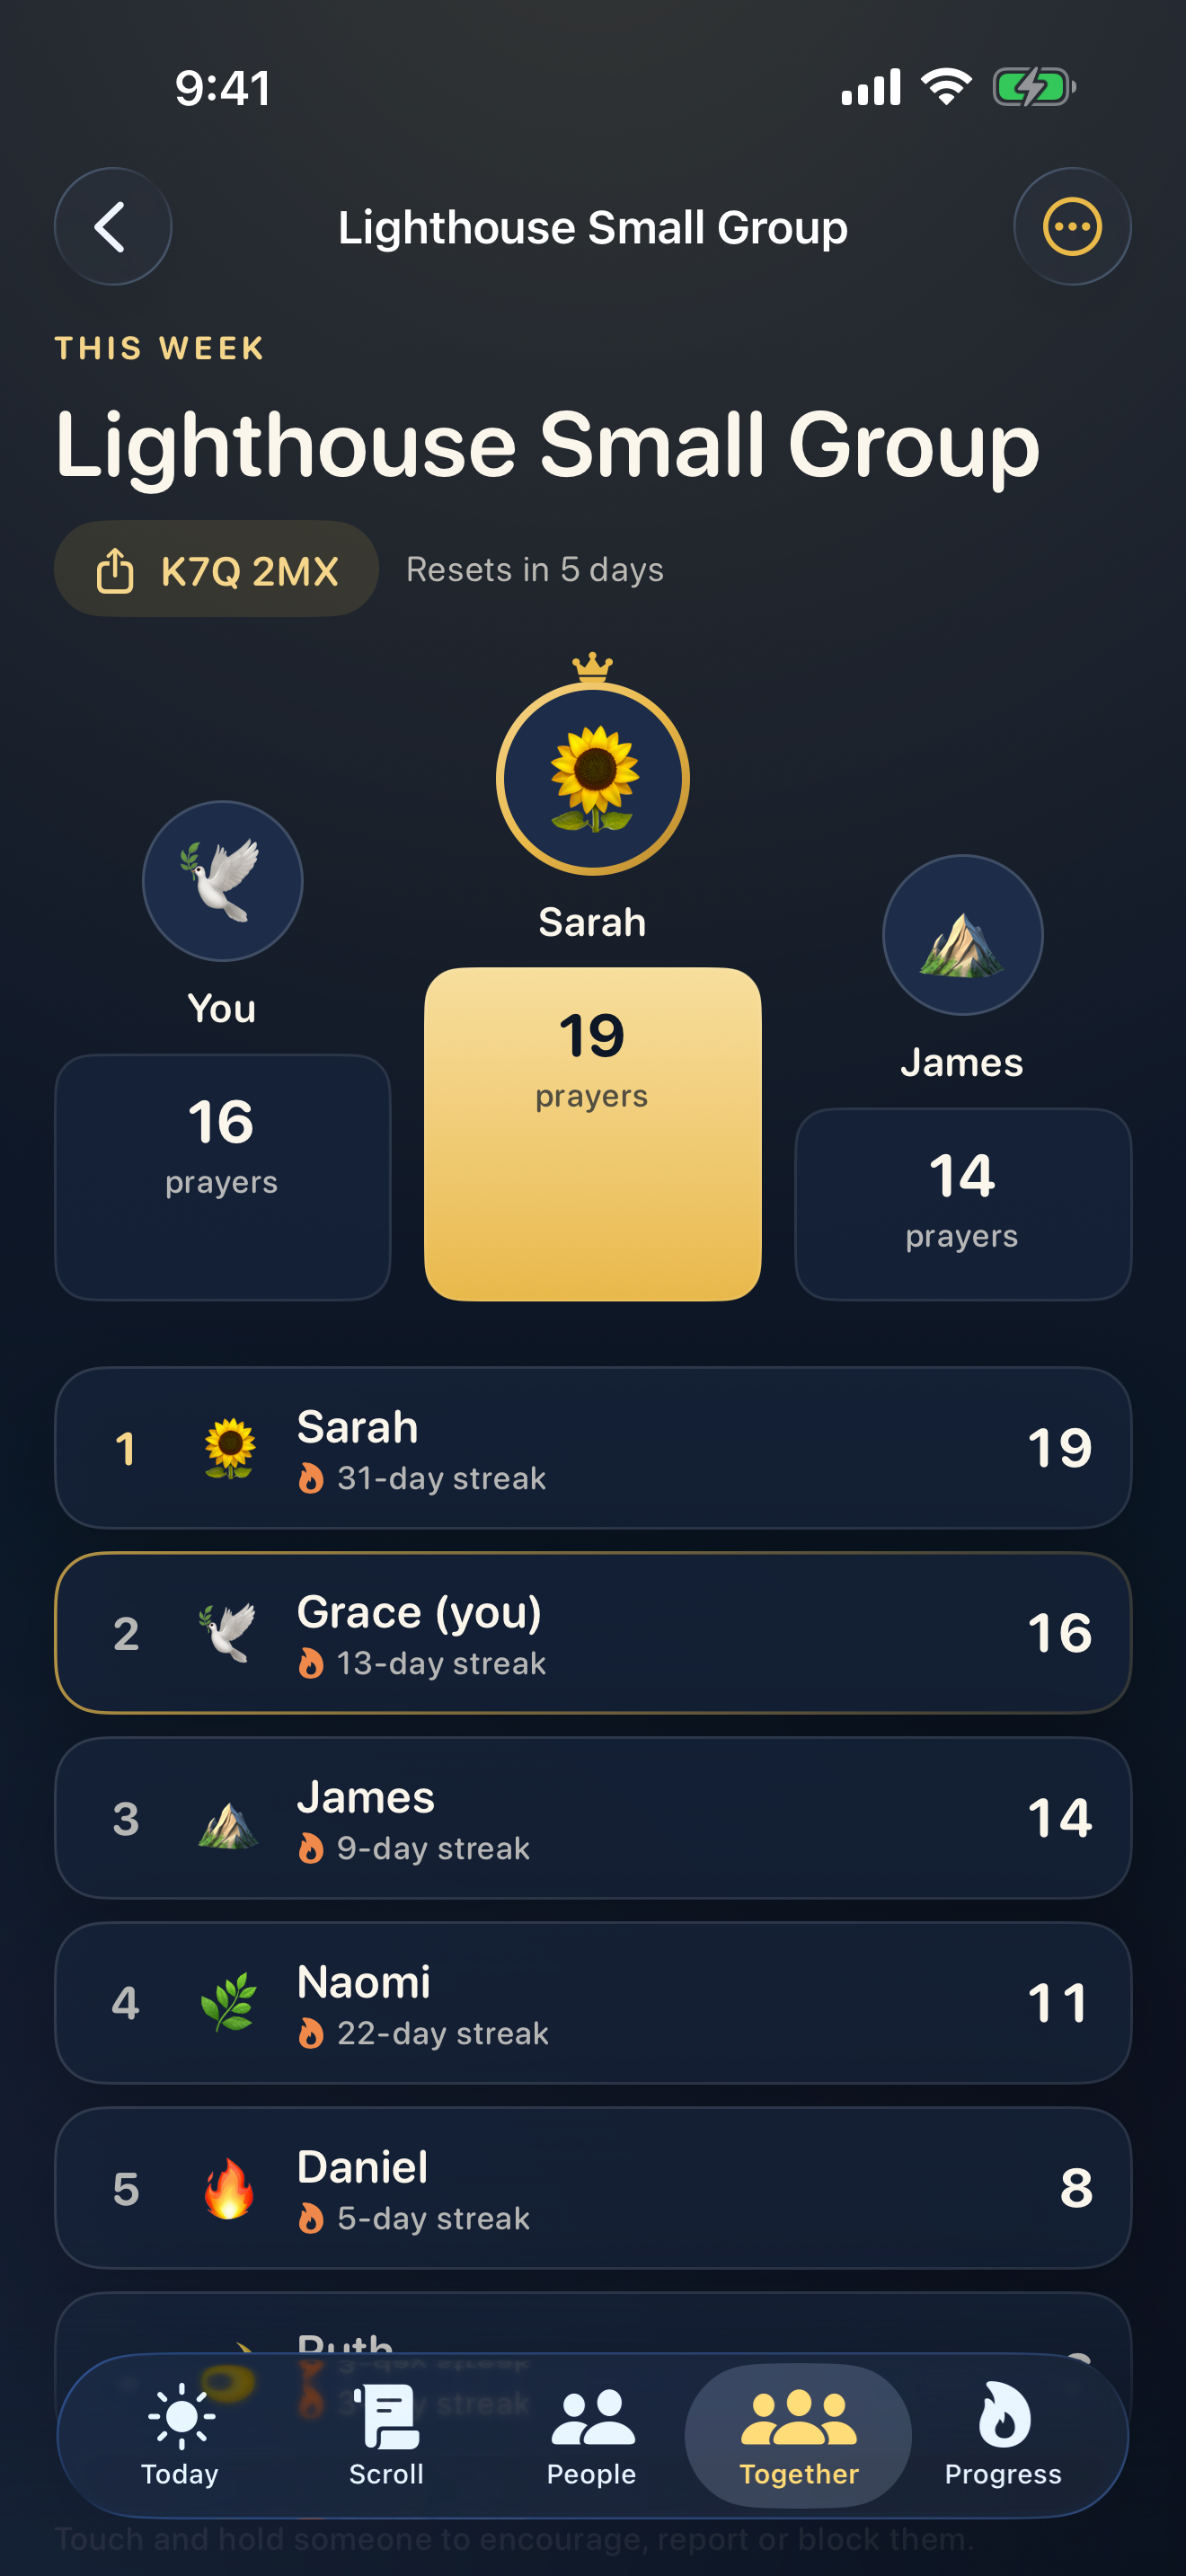 9:41
Lighthouse Small Group
THIS WEEK
Lighthouse Small Group
K7Q 2MX
Resets in 5 days
Sarah
You
James
19
prayers
16
prayers
14
prayers
1
Sarah
31-day streak
19
2
Grace (you)
13-day streak
16
3
James
9-day streak
14
4
Naomi
22-day streak
11
5
Daniel
5-day streak
8
Ruth
Today
Scroll
People
Together
Progress
Touch and hold someone to encourage, report or block them.